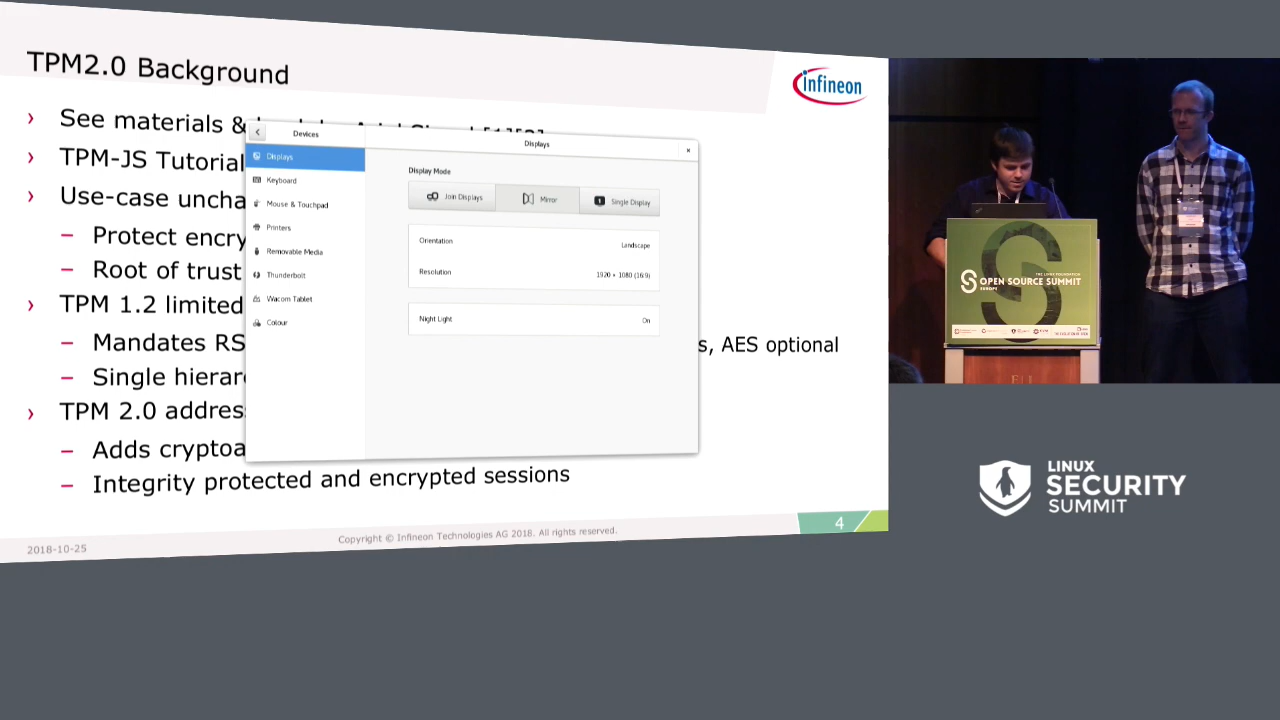 TPM2.0 Background
infineon
› See materials &
› TPM-JS Tutorial
› Use-case uncha
– Protect encry
– Root of trust
› TPM 1.2 limited
– Mandates RS
s, AES optional
– Single hierar
› TPM 2.0 addres
– Adds cryptoa
– Integrity protected and encrypted sessions
2018-10-25
Copyright © Infineon Technologies AG 2018. All rights reserved.
4
Devices
Displays
Displays
Keyboard
Mouse & Touchpad
Printers
Removable Media
Thunderbolt
Wacom Tablet
Colour
Display Mode
Join Displays
Mirror
1 Single Display
Orientation
Landscape
Resolution
1920 × 1080 (16:9)
Night Light
On
THE LINUX FOUNDATION
OPEN SOURCE SUMMIT
EUROPE
LINUX
SECURITY
SUMMIT